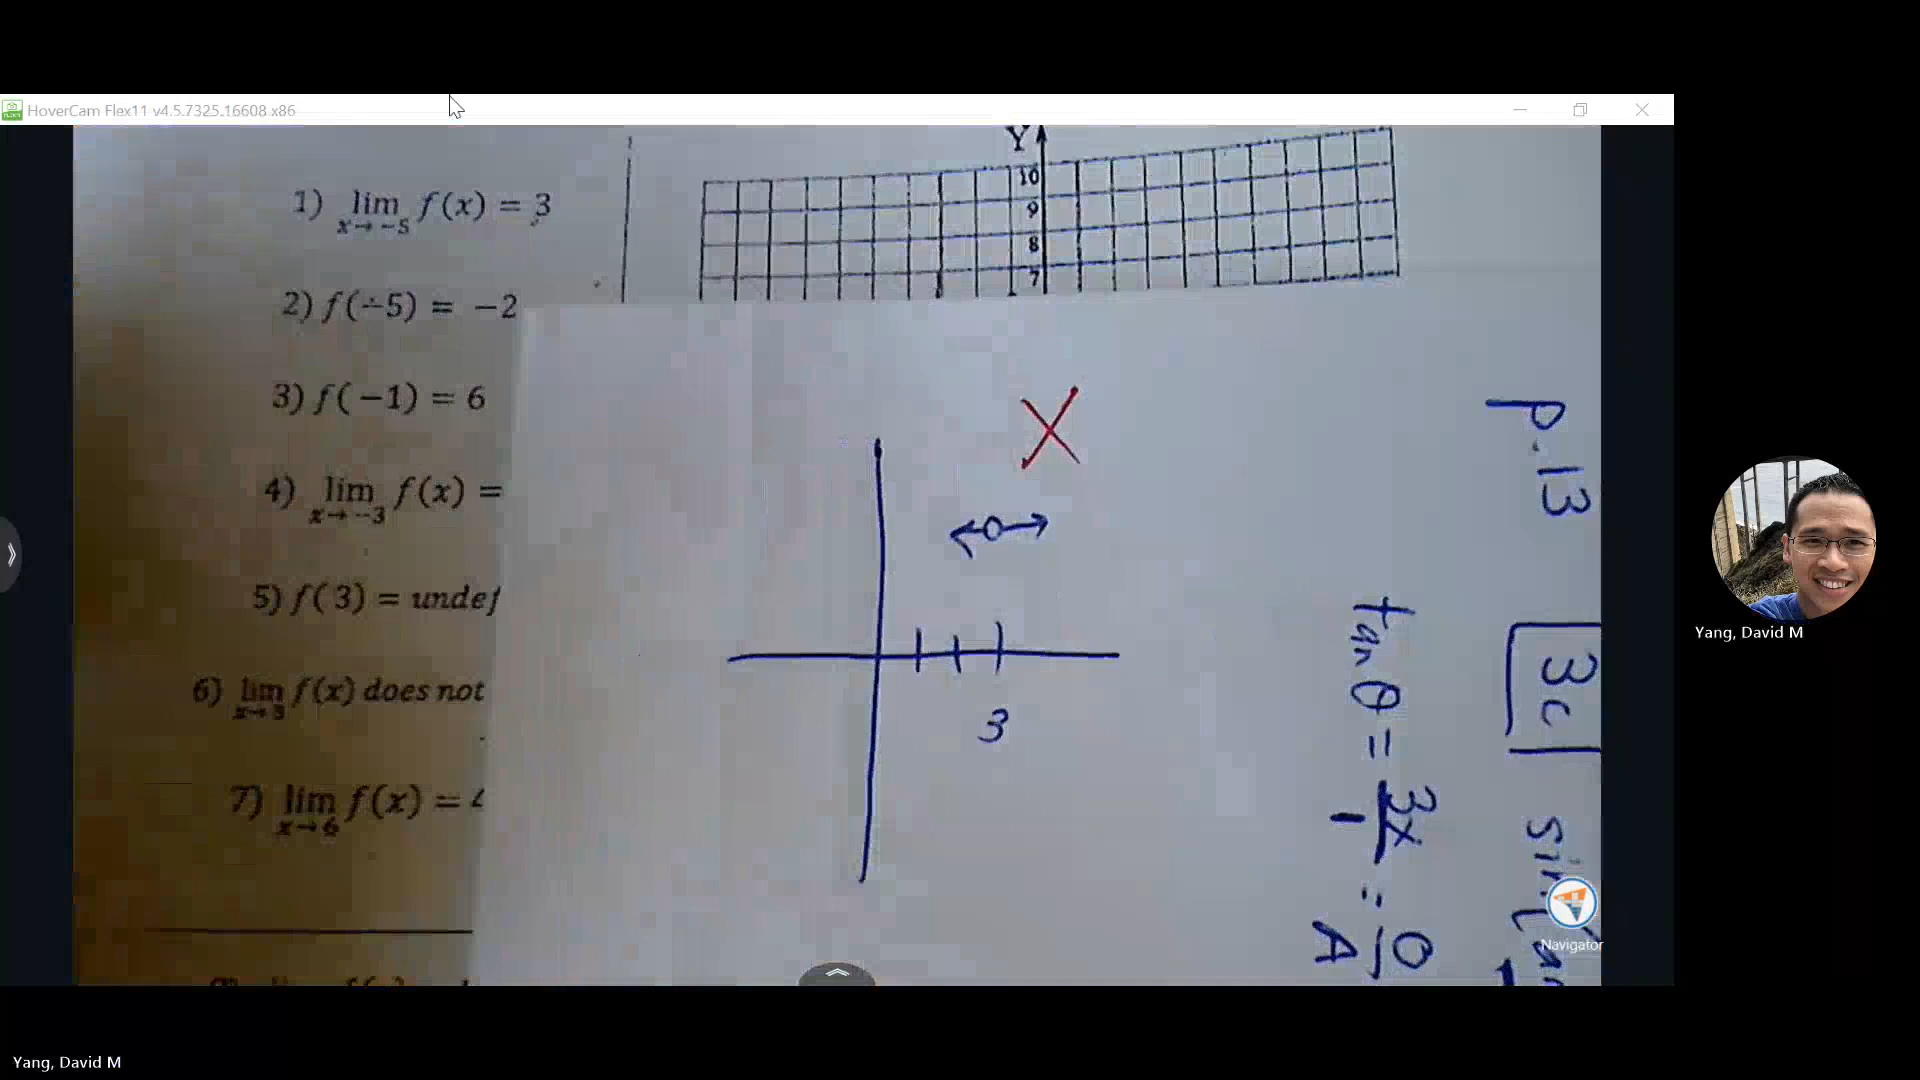 HoverCam Flex11 v4.5.7325.16608 x86
1) lim f(x) = 3
x→-5
2) f(-5) = -2
3) f(-1) = 6
4) lim f(x) =
x→-3
5) f(3) = undef
6) lim f(x) does not
x→3
7) lim f(x) =
x→6
Y
10
9
8
7
X
3
p.13
3c
tan θ = 3x/1 = O/A
Navigator
Yang, David M
Yang, David M